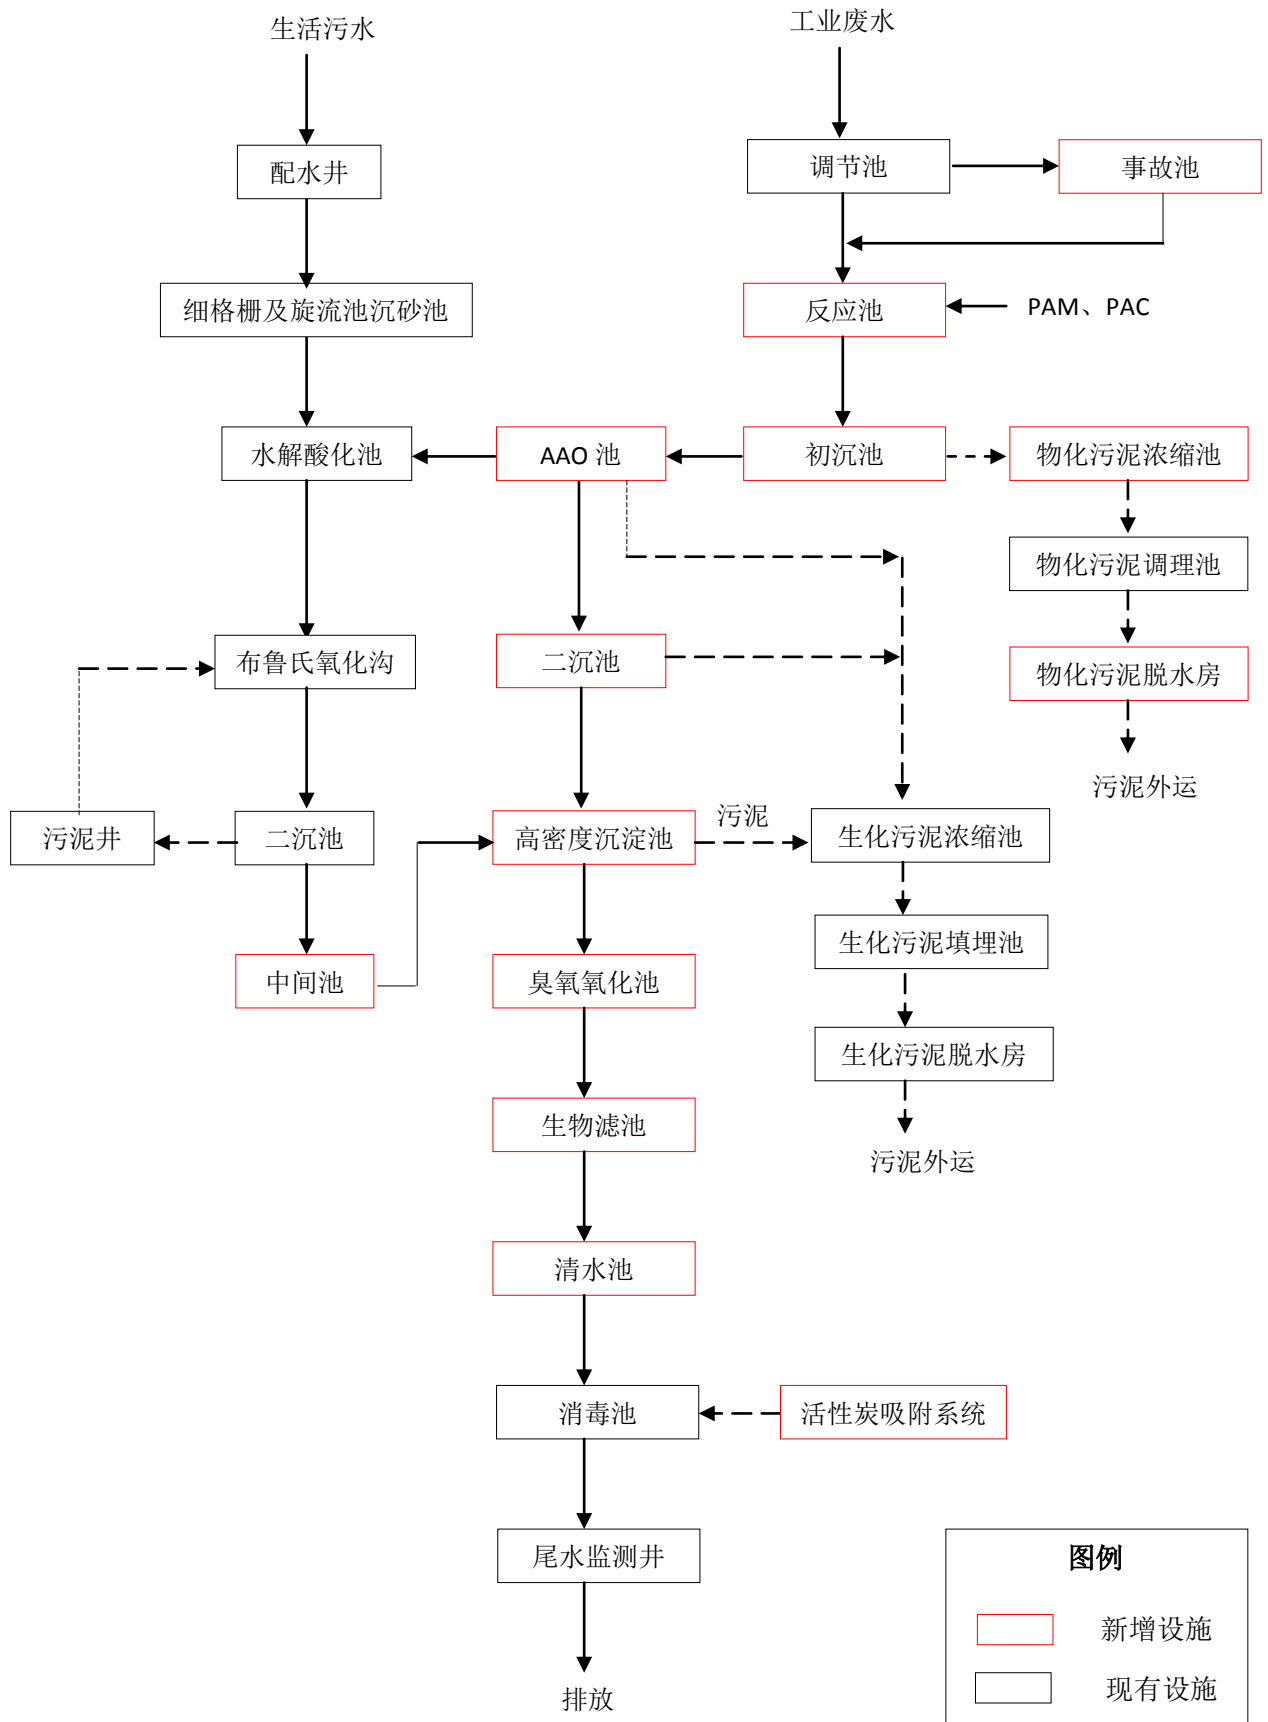 生活污水
工业废水
配水井
调节池
事故池
细格栅及旋流池沉砂池
反应池
PAM、PAC
水解酸化池
AAO 池
初沉池
物化污泥浓缩池
物化污泥调理池
布鲁氏氧化沟
二沉池
物化污泥脱水房
污泥外运
污泥井
二沉池
高密度沉淀池
污泥
生化污泥浓缩池
生化污泥填埋池
中间池
臭氧氧化池
生化污泥脱水房
生物滤池
污泥外运
清水池
消毒池
活性炭吸附系统
尾水监测井
图例
新增设施
现有设施
排放